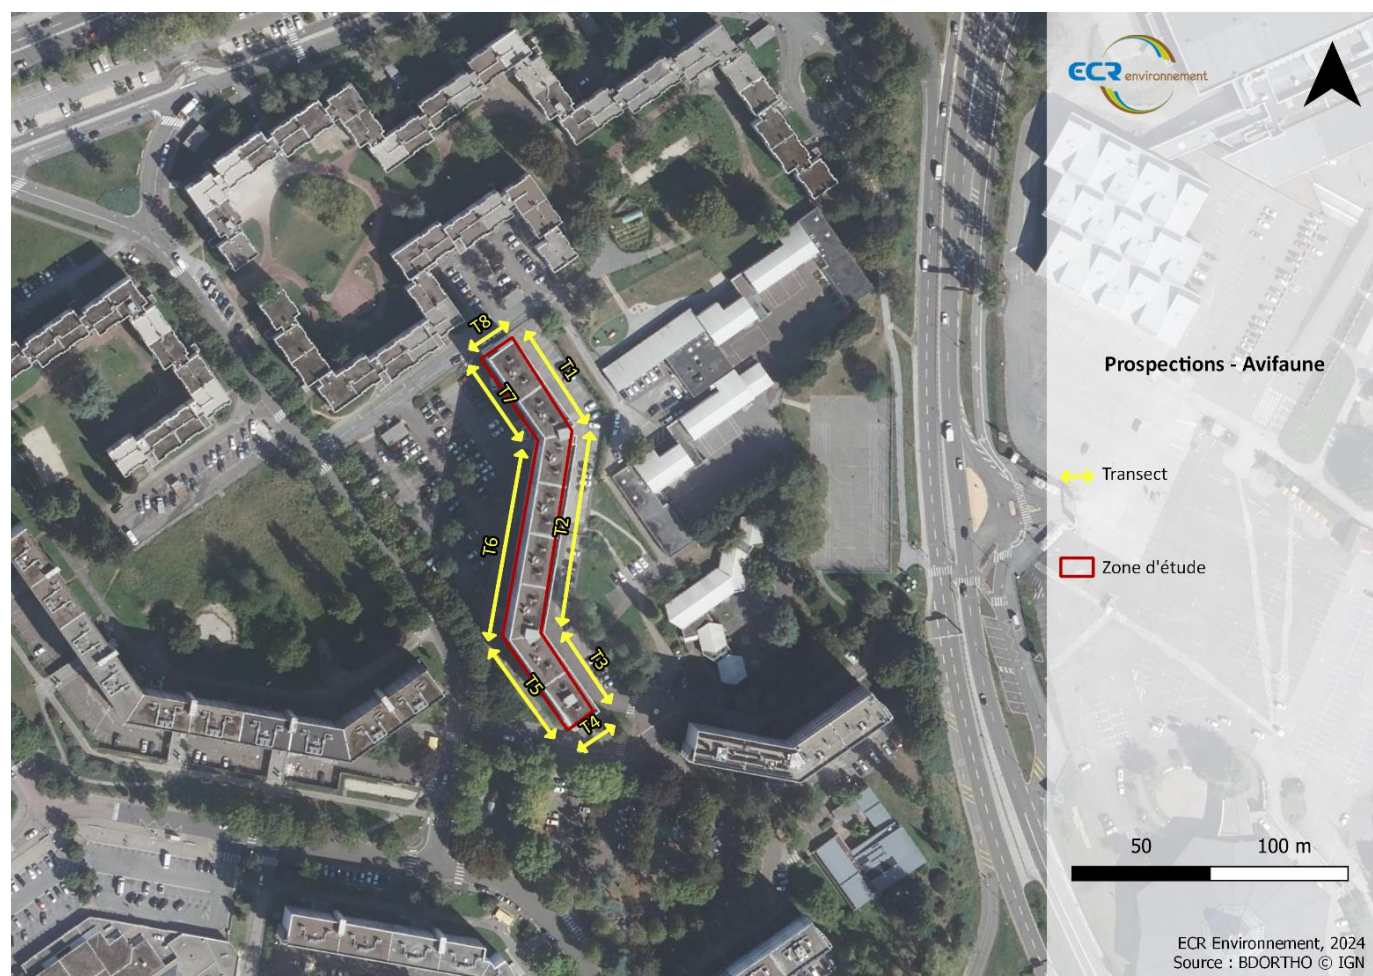 ECR environnement
Prospections - Avifaune
Transect
Zone d'étude
50 100 m
ECR Environnement, 2024
Source : BDORTHO © IGN
T8
T1
T7
T2
T6
T3
T5
T4